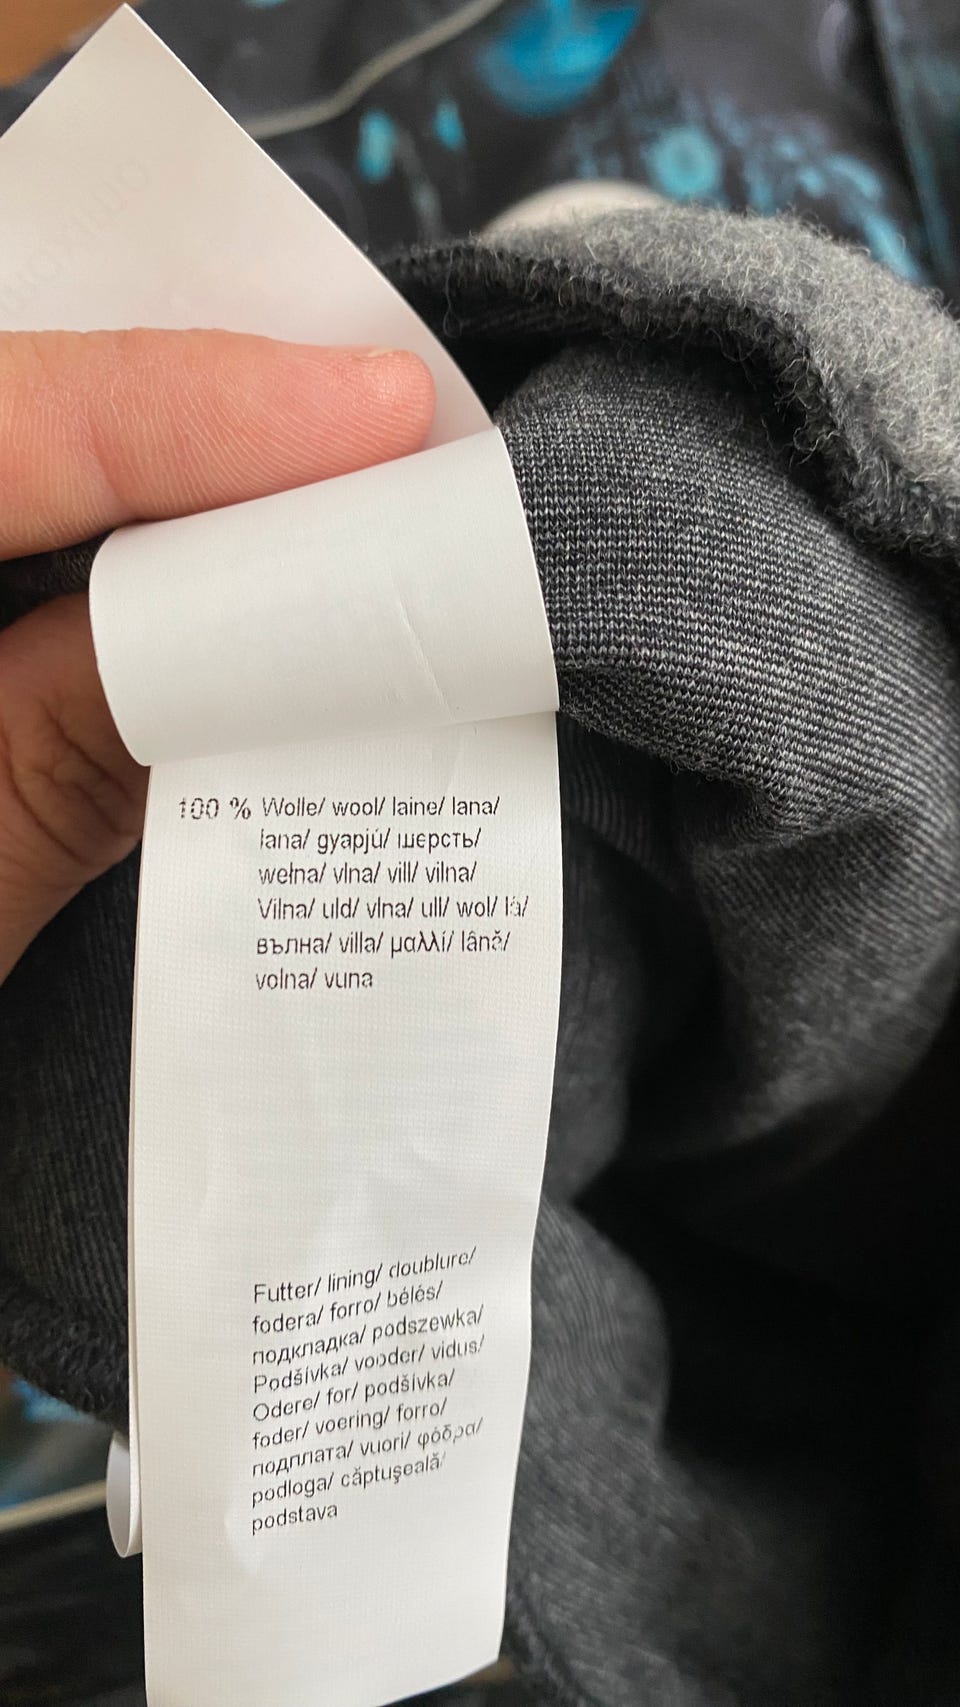 100 % Wolle/ wool/ laine/ lana/
lana/ gyapjú/ шерсть/
wełna/ vlna/ vill/ vilna/
Vilna/ uld/ vlna/ ull/ wol/ lã/
вълна/ villa/ μαλλί/ lână/
volna/ vuna
Futter/ lining/ doublure/
fodera/ forro/ bélés/
подкладка/ podszewka/
Podšívka/ vooder/ vidus/
Odere/ for/ podšívka/
foder/ voering/ forro/
подплата/ vuori/ φόδρα/
podloga/ căptuşeală/
podstava